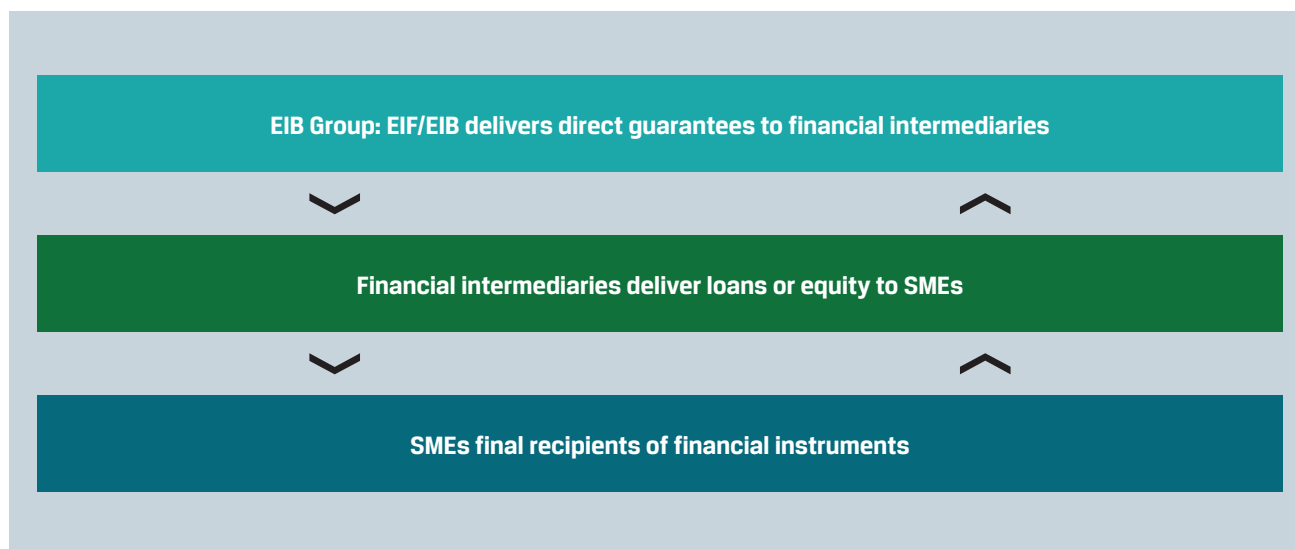 EIB Group: EIF/EIB delivers direct guarantees to financial intermediaries
Financial intermediaries deliver loans or equity to SMEs
SMEs final recipients of financial instruments